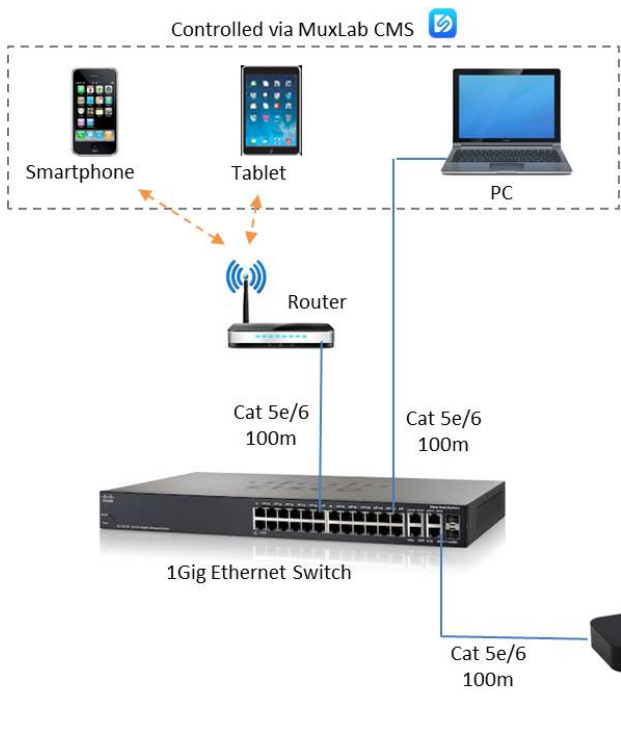 Controlled via MuxLab CMS
Smartphone
Tablet
PC
Router
Cat 5e/6
100m
Cat 5e/6
100m
1Gig Ethernet Switch
Cat 5e/6
100m